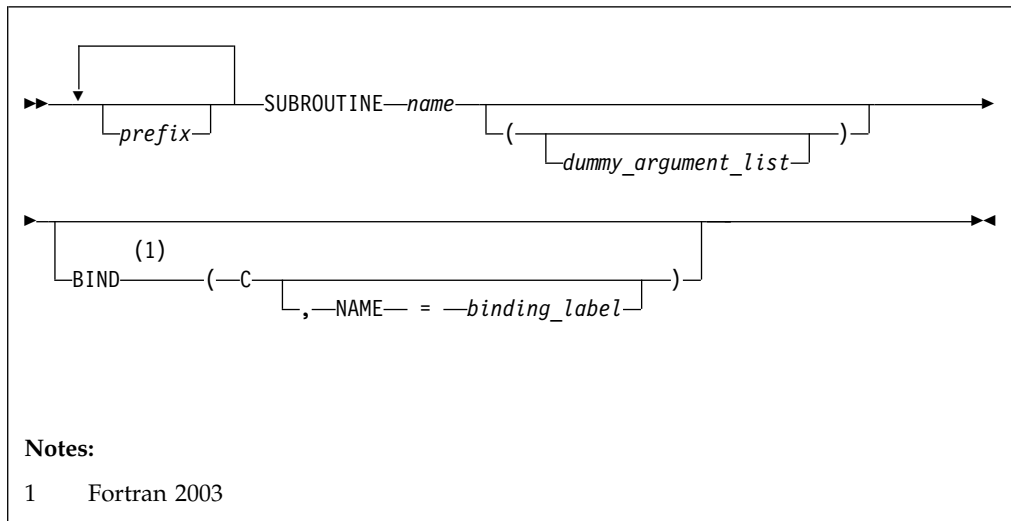 SUBROUTINE name
prefix
( )
dummy_argument_list
(1)
BIND ( C )
, NAME = binding_label
Notes:
1 Fortran 2003